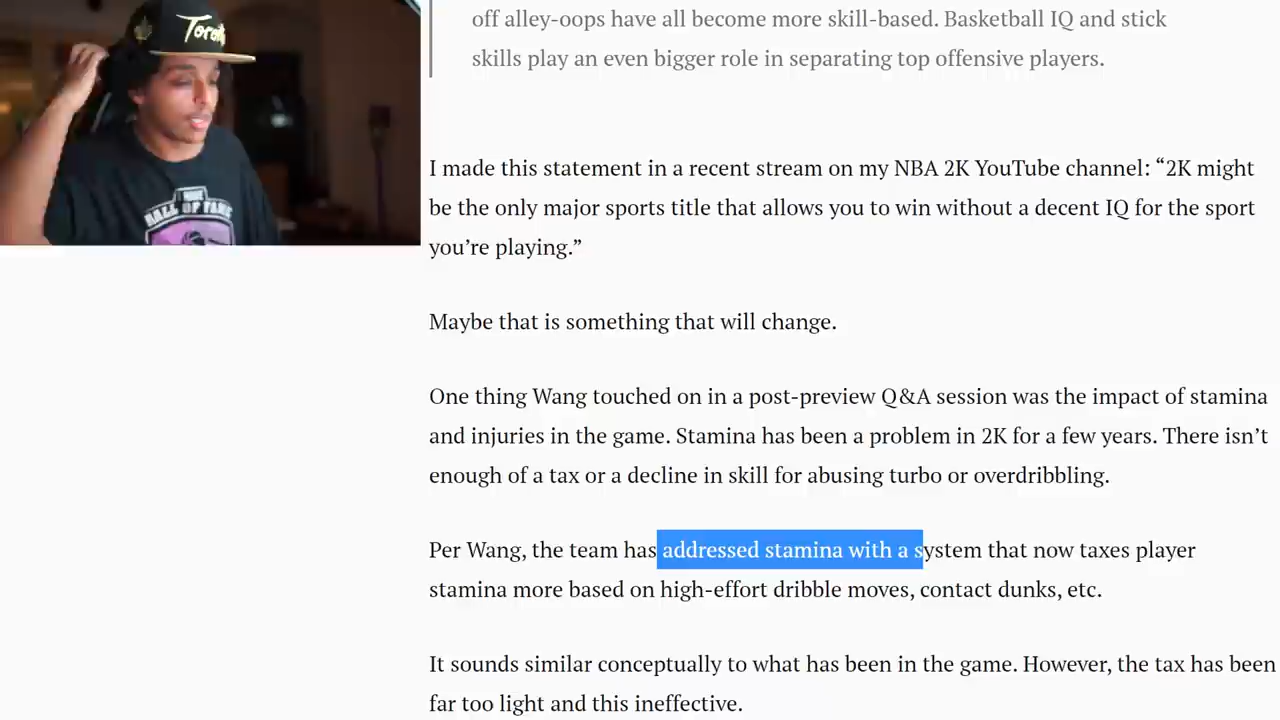 Toronto
HALL OF FAME
off alley-oops have all become more skill-based. Basketball IQ and stick
skills play an even bigger role in separating top offensive players.
I made this statement in a recent stream on my NBA 2K YouTube channel: “2K might
be the only major sports title that allows you to win without a decent IQ for the sport
you’re playing.”
Maybe that is something that will change.
One thing Wang touched on in a post-preview Q&A session was the impact of stamina
and injuries in the game. Stamina has been a problem in 2K for a few years. There isn’t
enough of a tax or a decline in skill for abusing turbo or overdribbling.
Per Wang, the team has addressed stamina with a system that now taxes player
stamina more based on high-effort dribble moves, contact dunks, etc.
It sounds similar conceptually to what has been in the game. However, the tax has been
far too light and this ineffective.